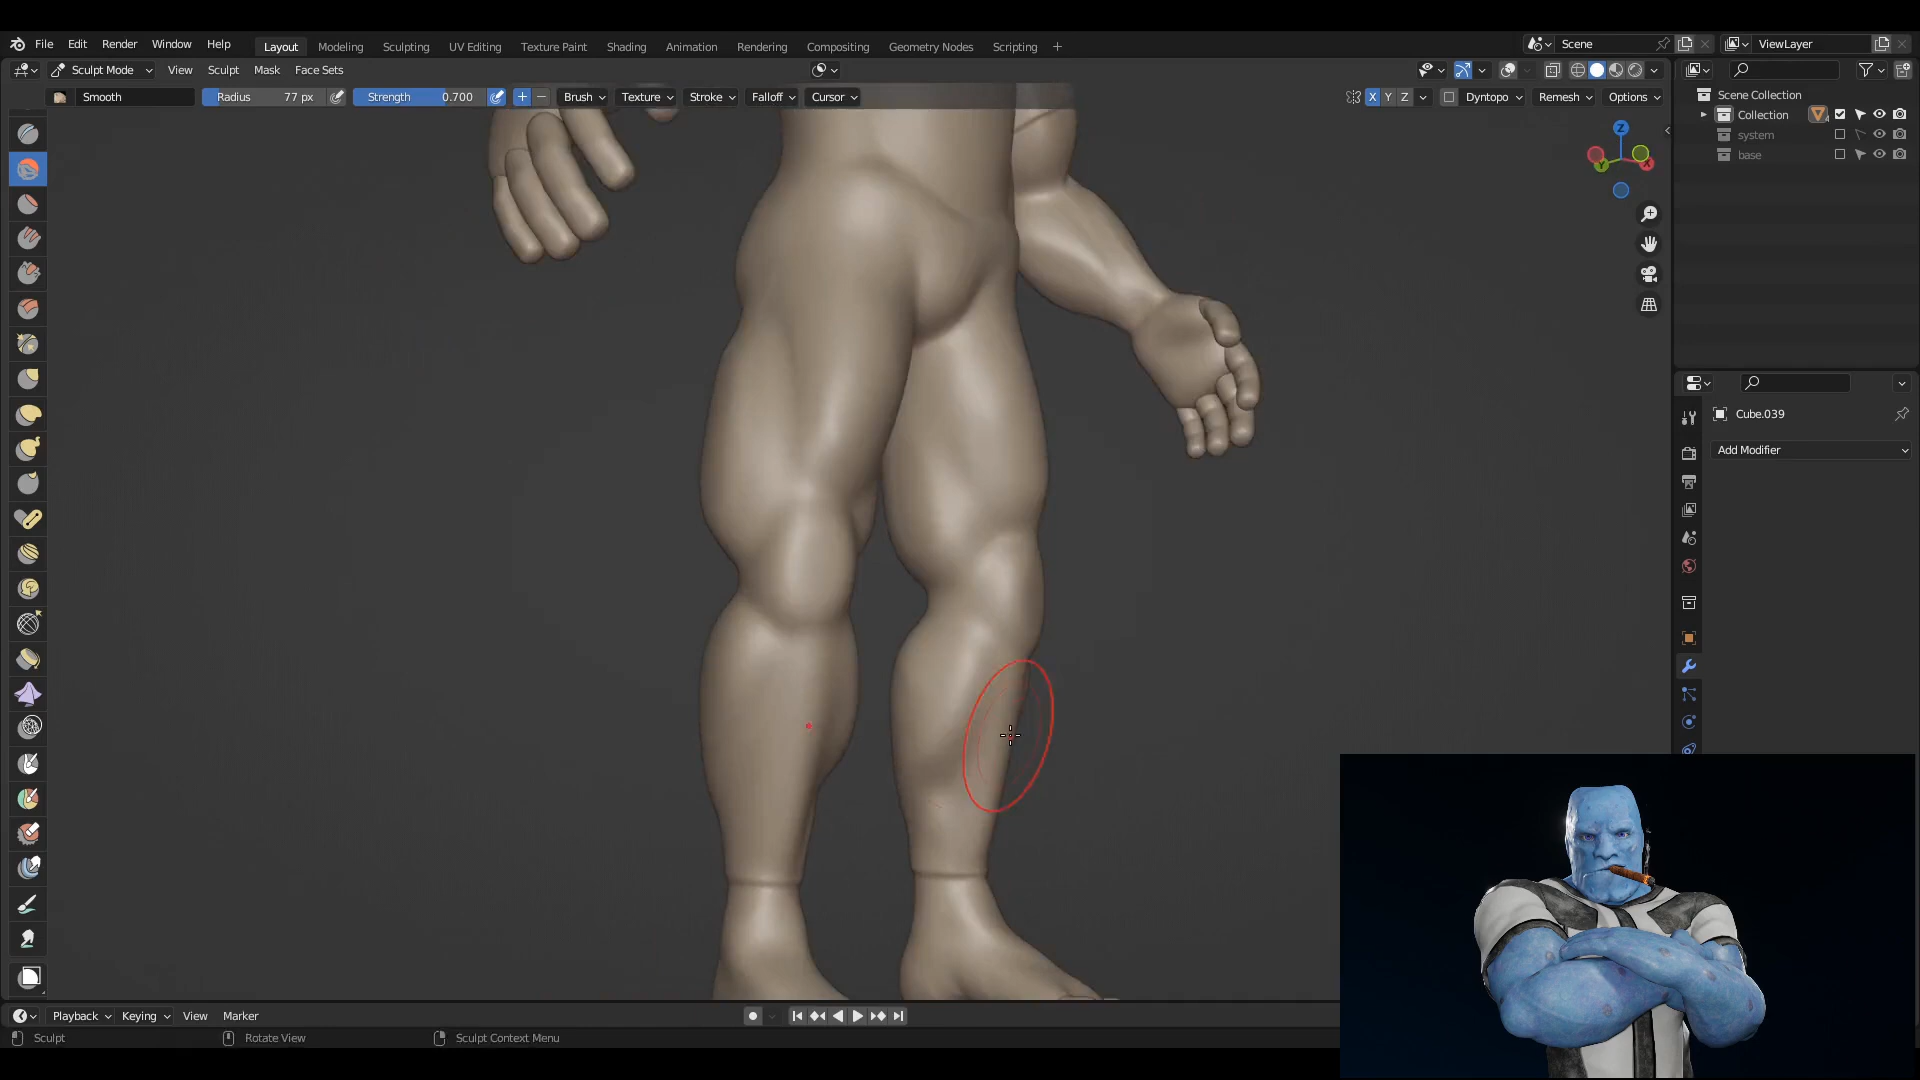 File Edit Render Window Help Layout Modeling Sculpting UV Editing Texture Paint Shading Animation Rendering Compositing Geometry Nodes Scripting + Scene ViewLayer
Sculpt Mode View Sculpt Mask Face Sets
Smooth Radius 77 px Strength 0.700 + − Brush Texture Stroke Falloff Cursor X Y Z Dyntopo Remesh Options
Scene Collection
Collection
system
base
Z
Y X
Cube.039
Add Modifier
Playback Keying View Marker
Sculpt Rotate View Sculpt Context Menu